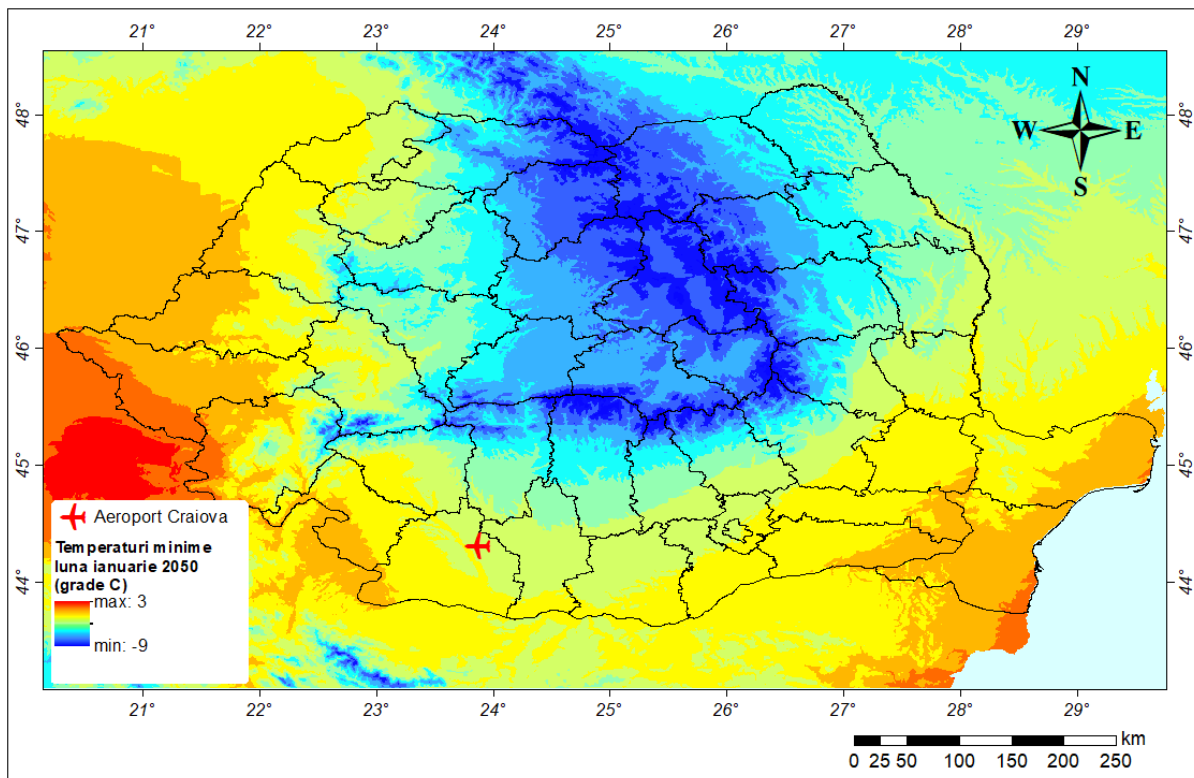 21° 22° 23° 24° 25° 26° 27° 28° 29°
48° 48°
N
W E
S
47° 47°
46° 46°
45° 45°
Aeroport Craiova
Temperaturi minime
luna ianuarie 2050
(grade C)
max: 3
min: -9
44° 44°
21° 22° 23° 24° 25° 26° 27° 28° 29°
km
0 25 50 100 150 200 250